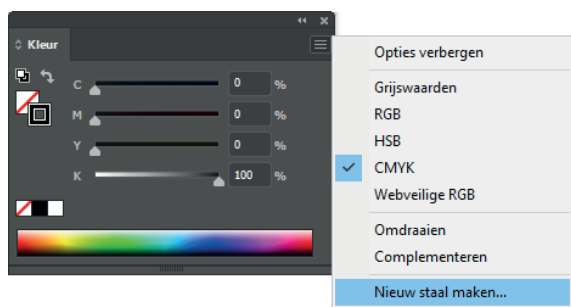 Kleur
C 0 %
M 0 %
Y 0 %
K 100 %
Opties verbergen
Grijswaarden
RGB
HSB
CMYK
Webveilige RGB
Omdraaien
Complementeren
Nieuw staal maken...